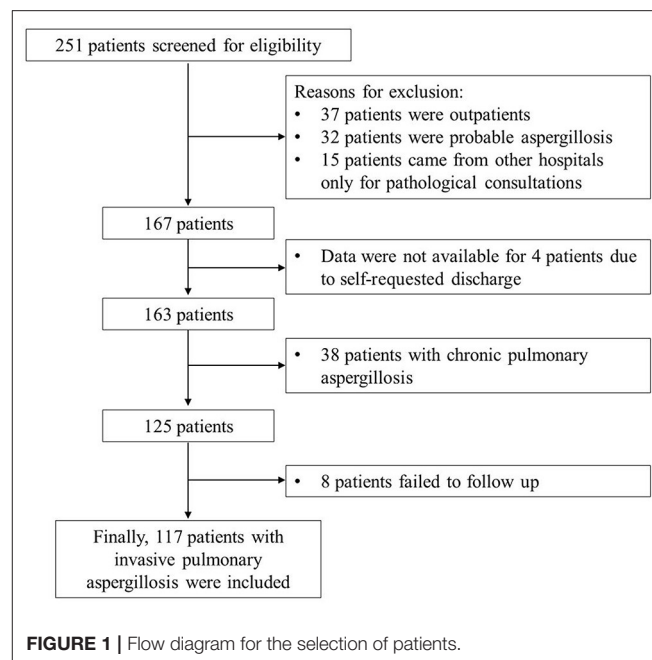 251 patients screened for eligibility
Reasons for exclusion:
• 37 patients were outpatients
• 32 patients were probable aspergillosis
• 15 patients came from other hospitals
only for pathological consultations
167 patients
• Data were not available for 4 patients due
to self-requested discharge
163 patients
• 38 patients with chronic pulmonary
aspergillosis
125 patients
• 8 patients failed to follow up
Finally, 117 patients with
invasive pulmonary
aspergillosis were included
FIGURE 1 | Flow diagram for the selection of patients.